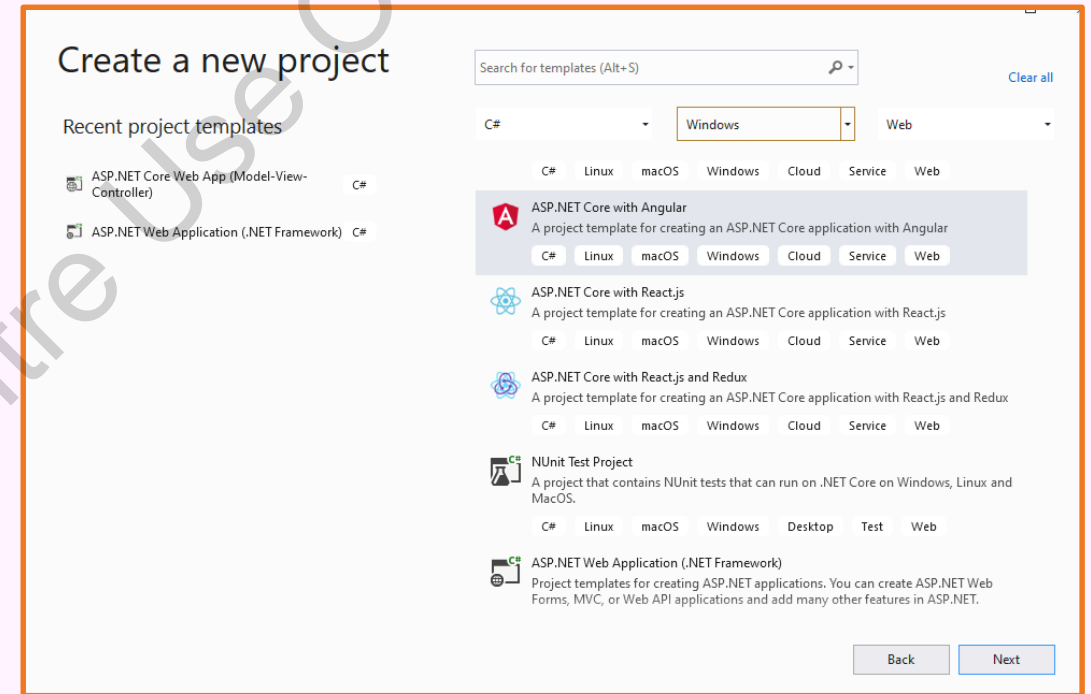 Create a new project
Search for templates (Alt+S)
Clear all
Recent project templates
C#
Windows
Web
ASP.NET Core Web App (Model-View-
Controller)
C#
ASP.NET Web Application (.NET Framework) C#
C# Linux macOS Windows Cloud Service Web
ASP.NET Core with Angular
A project template for creating an ASP.NET Core application with Angular
C# Linux macOS Windows Cloud Service Web
ASP.NET Core with React.js
A project template for creating an ASP.NET Core application with React.js
C# Linux macOS Windows Cloud Service Web
ASP.NET Core with React.js and Redux
A project template for creating an ASP.NET Core application with React.js and Redux
C# Linux macOS Windows Cloud Service Web
NUnit Test Project
A project that contains NUnit tests that can run on .NET Core on Windows, Linux and
MacOS.
C# Linux macOS Windows Desktop Test Web
ASP.NET Web Application (.NET Framework)
Project templates for creating ASP.NET applications. You can create ASP.NET Web
Forms, MVC, or Web API applications and add many other features in ASP.NET.
Back
Next
Use